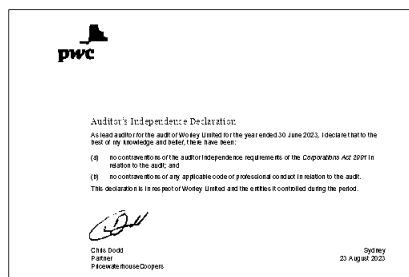 pwc
Auditor's Independence Declaration
As lead auditor for the audit of Worley Limited for the year ended 30 June 2023, I declare that to the
best of my knowledge and belief, there have been:
(a) no contraventions of the auditor independence requirements of the Corporations Act 2001 in
relation to the audit; and
(b) no contraventions of any applicable code of professional conduct in relation to the audit.
This declaration is in respect of Worley Limited and the entities it controlled during the period.
Chris Dodd
Sydney
Partner
23 August 2023
PricewaterhouseCoopers